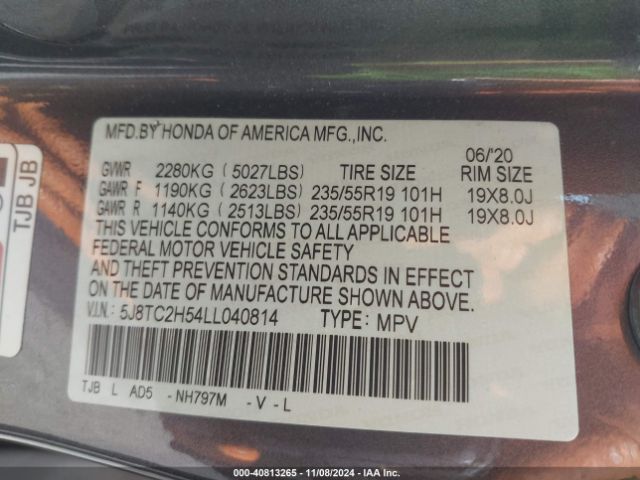 MFD.BY HONDA OF AMERICA MFG.,INC.
06/'20
GVWR 2280KG (5027LBS) TIRE SIZE RIM SIZE
GAWR F 1190KG (2623LBS) 235/55R19 101H 19X8.0J
GAWR R 1140KG (2513LBS) 235/55R19 101H 19X8.0J
THIS VEHICLE CONFORMS TO ALL APPLICABLE
FEDERAL MOTOR VEHICLE SAFETY
AND THEFT PREVENTION STANDARDS IN EFFECT
ON THE DATE OF MANUFACTURE SHOWN ABOVE.
V.I.N.: 5J8TC2H54LL040814 TYPE: MPV
TJB L AD5 -NH797M -V-L
TJB JB
000-40813265 - 11/08/2024 - IAA Inc.